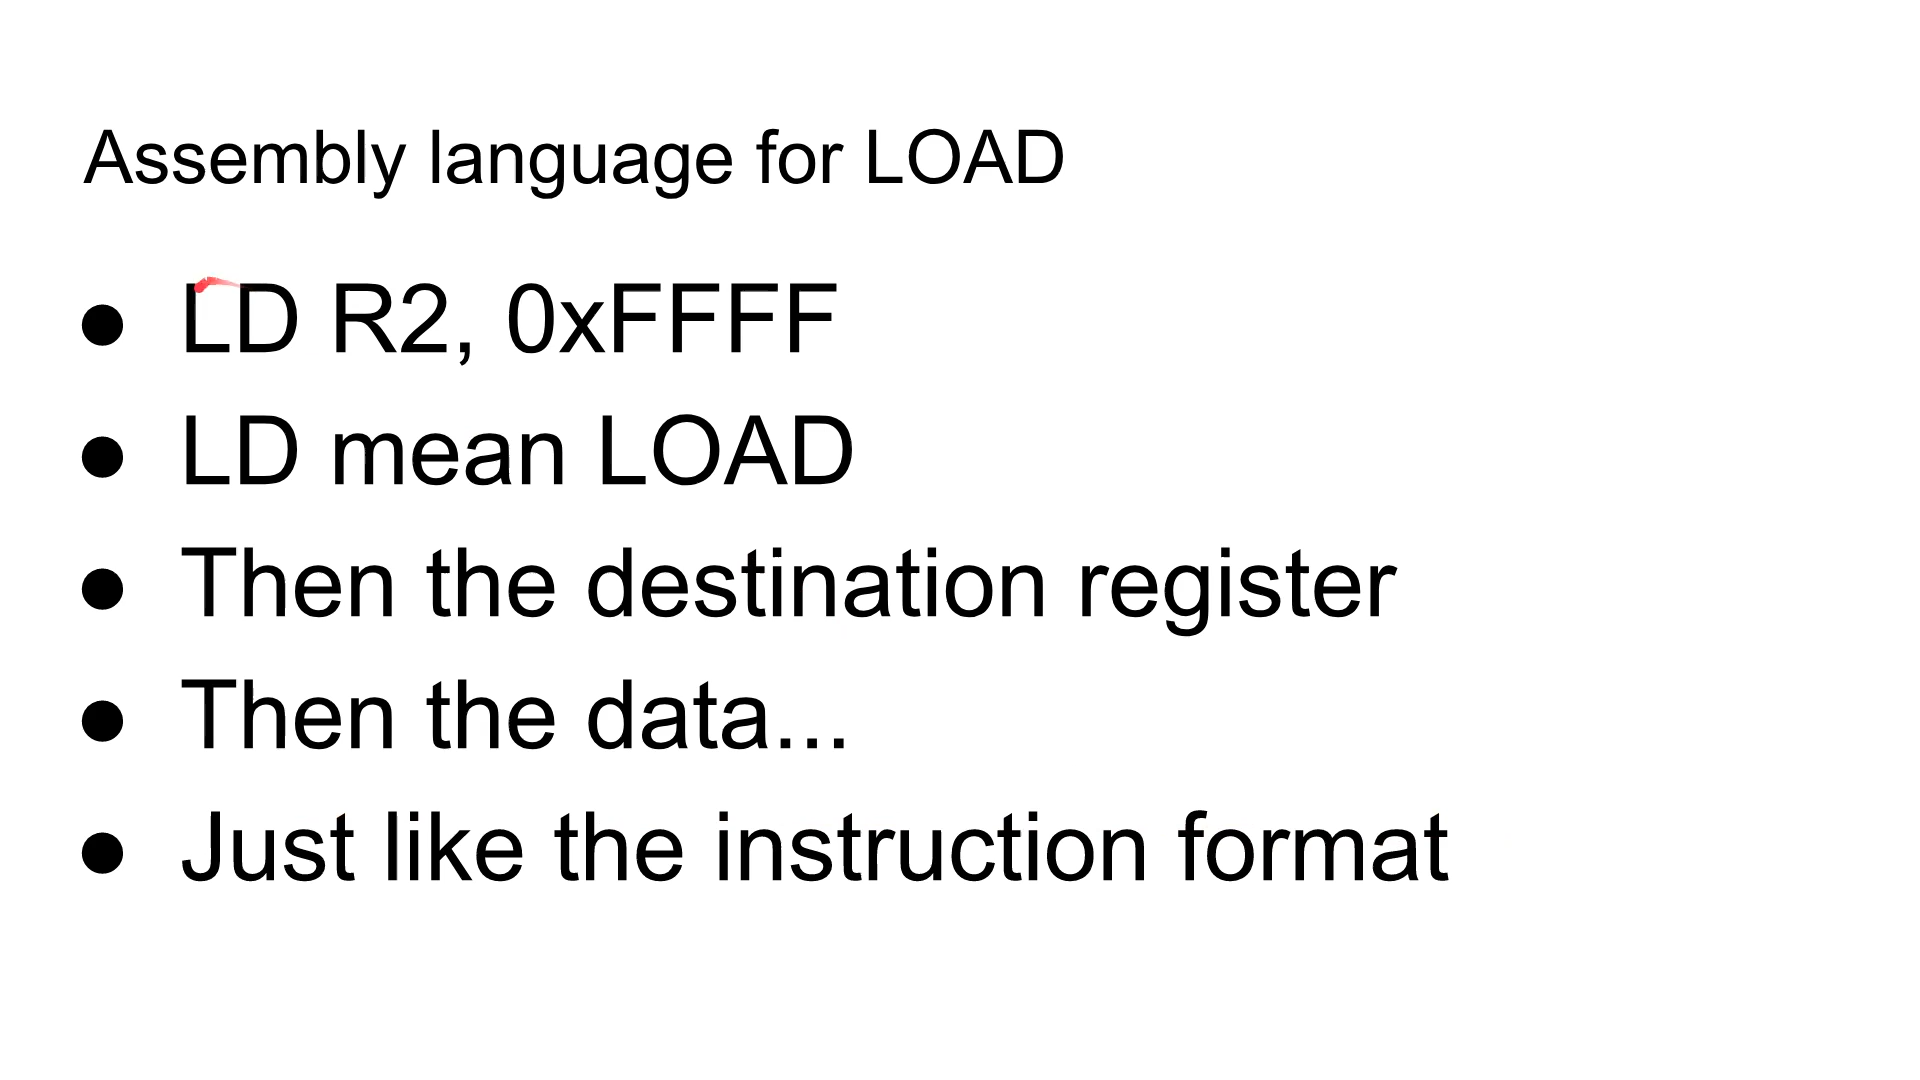 Assembly language for LOAD
● LD R2, 0xFFFF
● LD mean LOAD
● Then the destination register
● Then the data...
● Just like the instruction format